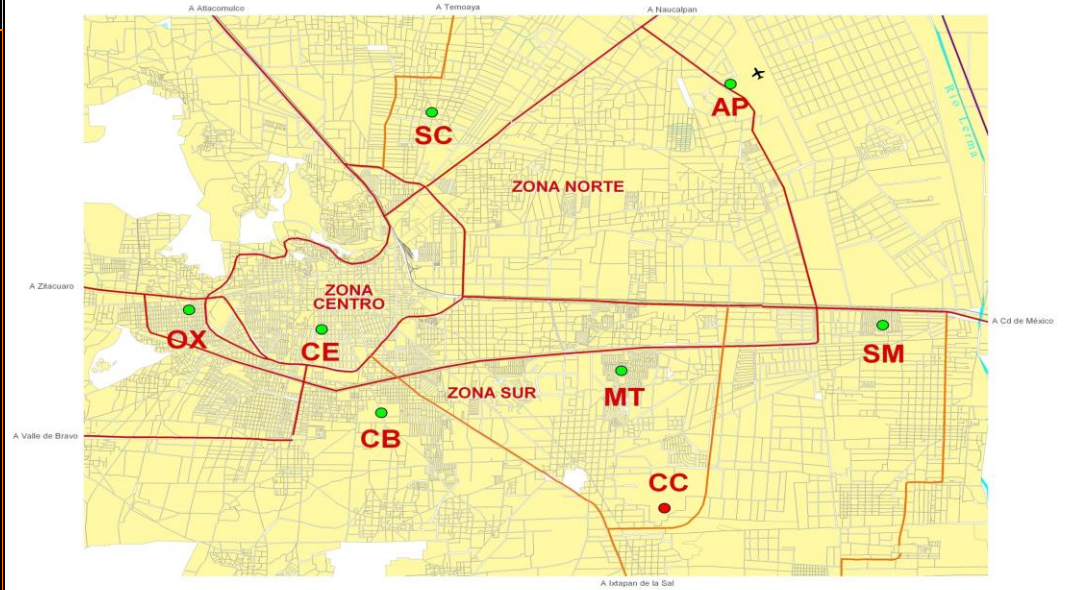 A Atlacomulco
A Temoaya
A Naucalpan
AP
SC
Río Lerma
ZONA NORTE
A Zitacuaro
ZONA
CENTRO
A Cd de México
OX
CE
SM
ZONA SUR
MT
CB
A Valle de Bravo
CC
A Ixtapan de la Sal